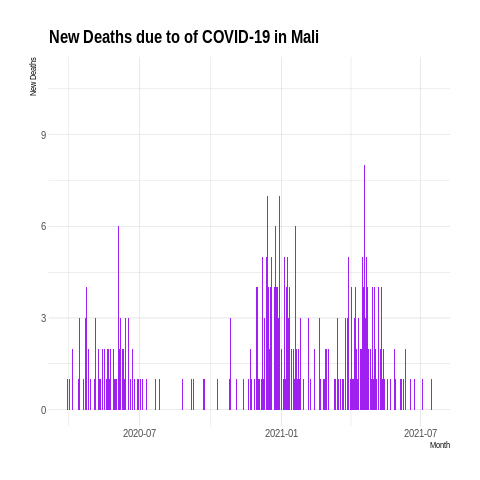 New Deaths due to of COVID-19 in Mali
New Deaths
9
6
3
0
2020-07
2021-01
2021-07
Month